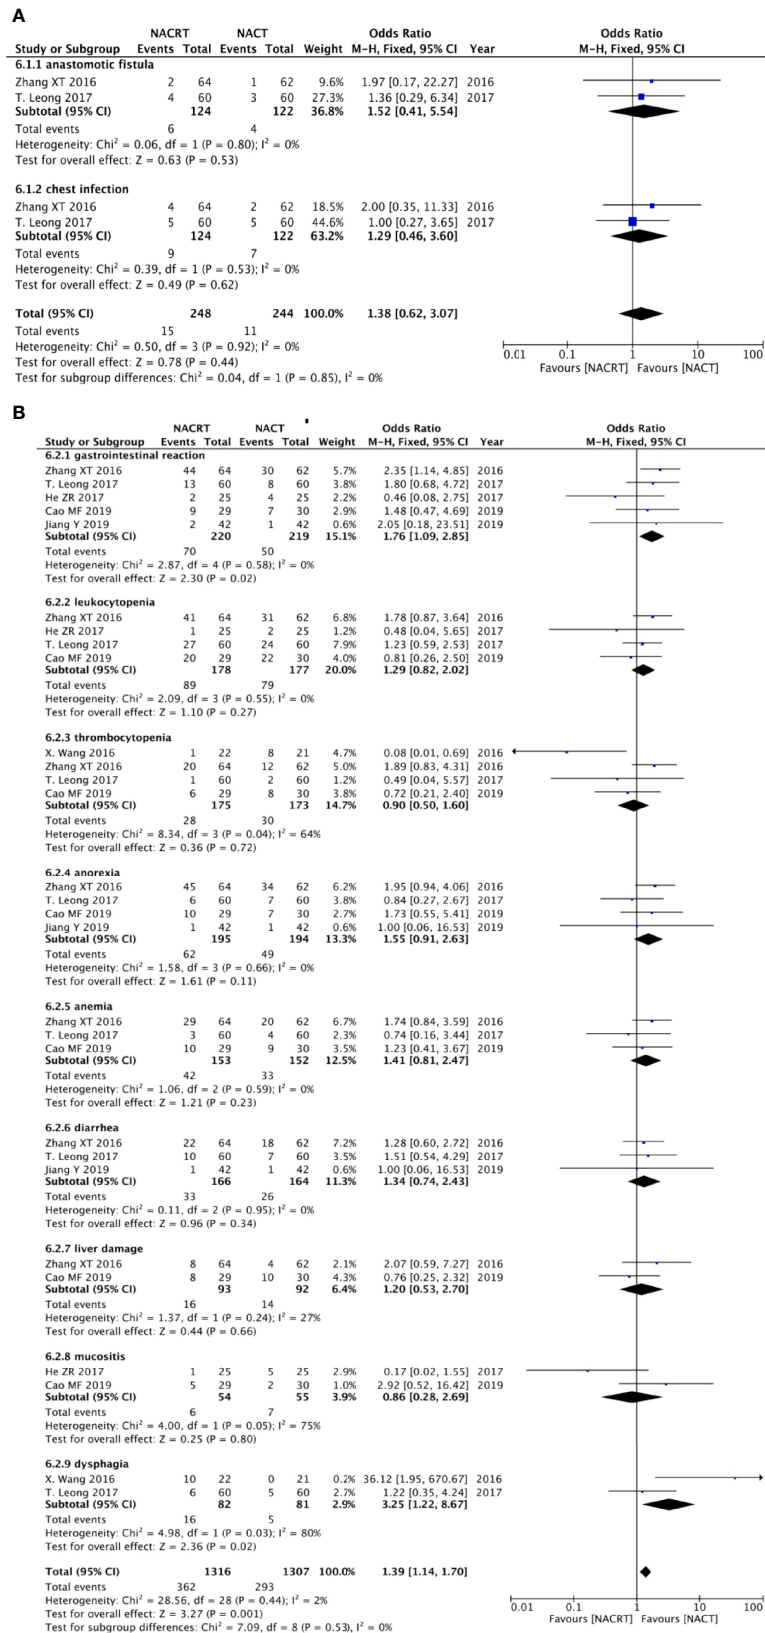 A
NACRT NACT Odds Ratio Odds Ratio
Study or Subgroup Events Total Events Total Weight M-H, Fixed, 95% CI Year M-H, Fixed, 95% CI
6.1.1 anastomotic fistula
Zhang XT 2016 2 64 1 62 9.6% 1.97 [0.17, 22.27] 2016
T. Leong 2017 4 60 3 60 27.3% 1.36 [0.29, 6.34] 2017
Subtotal (95% CI) 124 122 36.8% 1.52 [0.41, 5.54]
Total events 6 4
Heterogeneity: Chi² = 0.06, df = 1 (P = 0.80); I² = 0%
Test for overall effect: Z = 0.63 (P = 0.53)
6.1.2 chest infection
Zhang XT 2016 4 64 2 62 18.5% 2.00 [0.35, 11.33] 2016
T. Leong 2017 5 60 5 60 44.6% 1.00 [0.27, 3.65] 2017
Subtotal (95% CI) 124 122 63.2% 1.29 [0.46, 3.60]
Total events 9 7
Heterogeneity: Chi² = 0.39, df = 1 (P = 0.53); I² = 0%
Test for overall effect: Z = 0.49 (P = 0.62)
Total (95% CI) 248 244 100.0% 1.38 [0.62, 3.07]
Total events 15 11
Heterogeneity: Chi² = 0.50, df = 3 (P = 0.92); I² = 0%
Test for overall effect: Z = 0.78 (P = 0.44)
Test for subgroup differences: Chi² = 0.04, df = 1 (P = 0.85), I² = 0%
0.01 0.1 1 10 100
Favours [NACRT] Favours [NACT]
B
NACRT NACT Odds Ratio Odds Ratio
Study or Subgroup Events Total Events Total Weight M-H, Fixed, 95% CI Year M-H, Fixed, 95% CI
6.2.1 gastrointestinal reaction
Zhang XT 2016 44 64 30 62 5.7% 2.35 [1.14, 4.85] 2016
T. Leong 2017 13 60 8 60 3.8% 1.80 [0.68, 4.72] 2017
He ZR 2017 2 25 4 25 2.2% 0.46 [0.08, 2.75] 2017
Cao MF 2019 9 29 7 30 2.9% 1.48 [0.47, 4.69] 2019
Jiang Y 2019 2 42 1 42 0.6% 2.05 [0.18, 23.51] 2019
Subtotal (95% CI) 220 219 15.1% 1.76 [1.09, 2.85]
Total events 70 50
Heterogeneity: Chi² = 2.87, df = 4 (P = 0.58); I² = 0%
Test for overall effect: Z = 2.30 (P = 0.02)
6.2.2 leukocytopenia
Zhang XT 2016 41 64 31 62 6.8% 1.78 [0.87, 3.64] 2016
He ZR 2017 1 25 2 25 1.2% 0.48 [0.04, 5.65] 2017
T. Leong 2017 27 60 24 60 7.9% 1.23 [0.59, 2.53] 2017
Cao MF 2019 20 29 22 30 4.0% 0.81 [0.26, 2.50] 2019
Subtotal (95% CI) 178 177 20.0% 1.29 [0.82, 2.02]
Total events 89 79
Heterogeneity: Chi² = 2.09, df = 3 (P = 0.55); I² = 0%
Test for overall effect: Z = 1.10 (P = 0.27)
6.2.3 thrombocytopenia
X. Wang 2016 1 22 8 21 4.7% 0.08 [0.01, 0.69] 2016
Zhang XT 2016 20 64 12 62 5.0% 1.89 [0.83, 4.31] 2016
T. Leong 2017 1 60 2 60 1.2% 0.49 [0.04, 5.57] 2017
Cao MF 2019 6 29 8 30 3.8% 0.72 [0.21, 2.40] 2019
Subtotal (95% CI) 175 173 14.7% 0.90 [0.50, 1.60]
Total events 28 30
Heterogeneity: Chi² = 8.34, df = 3 (P = 0.04); I² = 64%
Test for overall effect: Z = 0.36 (P = 0.72)
6.2.4 anorexia
Zhang XT 2016 45 64 34 62 6.2% 1.95 [0.94, 4.06] 2016
T. Leong 2017 6 60 7 60 3.8% 0.84 [0.27, 2.67] 2017
Cao MF 2019 10 29 7 30 2.7% 1.73 [0.55, 5.41] 2019
Jiang Y 2019 1 42 1 42 0.6% 1.00 [0.06, 16.53] 2019
Subtotal (95% CI) 195 194 13.3% 1.55 [0.91, 2.63]
Total events 62 49
Heterogeneity: Chi² = 1.58, df = 3 (P = 0.66); I² = 0%
Test for overall effect: Z = 1.61 (P = 0.11)
6.2.5 anemia
Zhang XT 2016 29 64 20 62 6.7% 1.74 [0.84, 3.59] 2016
T. Leong 2017 3 60 4 60 2.3% 0.74 [0.16, 3.44] 2017
Cao MF 2019 10 29 9 30 3.5% 1.23 [0.41, 3.67] 2019
Subtotal (95% CI) 153 152 12.5% 1.41 [0.81, 2.47]
Total events 42 33
Heterogeneity: Chi² = 1.06, df = 2 (P = 0.59); I² = 0%
Test for overall effect: Z = 1.21 (P = 0.23)
6.2.6 diarrhea
Zhang XT 2016 22 64 18 62 7.2% 1.28 [0.60, 2.72] 2016
T. Leong 2017 10 60 7 60 3.5% 1.51 [0.54, 4.29] 2017
Jiang Y 2019 1 42 1 42 0.6% 1.00 [0.06, 16.53] 2019
Subtotal (95% CI) 166 164 11.3% 1.34 [0.74, 2.43]
Total events 33 26
Heterogeneity: Chi² = 0.11, df = 2 (P = 0.95); I² = 0%
Test for overall effect: Z = 0.96 (P = 0.34)
6.2.7 liver damage
Zhang XT 2016 8 64 4 62 2.1% 2.07 [0.59, 7.27] 2016
Cao MF 2019 8 29 10 30 4.3% 0.76 [0.25, 2.32] 2019
Subtotal (95% CI) 93 92 6.4% 1.20 [0.53, 2.70]
Total events 16 14
Heterogeneity: Chi² = 1.37, df = 1 (P = 0.24); I² = 27%
Test for overall effect: Z = 0.44 (P = 0.66)
6.2.8 mucositis
He ZR 2017 1 25 5 25 2.9% 0.17 [0.02, 1.55] 2017
Cao MF 2019 5 29 2 30 1.0% 2.92 [0.52, 16.42] 2019
Subtotal (95% CI) 54 55 3.9% 0.86 [0.28, 2.69]
Total events 6 7
Heterogeneity: Chi² = 4.00, df = 1 (P = 0.05); I² = 75%
Test for overall effect: Z = 0.25 (P = 0.80)
6.2.9 dysphagia
X. Wang 2016 10 22 0 21 0.2% 36.12 [1.95, 670.67] 2016
T. Leong 2017 6 60 5 60 2.7% 1.22 [0.35, 4.24] 2017
Subtotal (95% CI) 82 81 2.9% 3.25 [1.22, 8.67]
Total events 16 5
Heterogeneity: Chi² = 4.98, df = 1 (P = 0.03); I² = 80%
Test for overall effect: Z = 2.36 (P = 0.02)
Total (95% CI) 1316 1307 100.0% 1.39 [1.14, 1.70]
Total events 362 293
Heterogeneity: Chi² = 28.56, df = 28 (P = 0.44); I² = 2%
Test for overall effect: Z = 3.27 (P = 0.001)
Test for subgroup differences: Chi² = 7.09, df = 8 (P = 0.53), I² = 0%
0.01 0.1 1 10 100
Favours [NACRT] Favours [NACT]